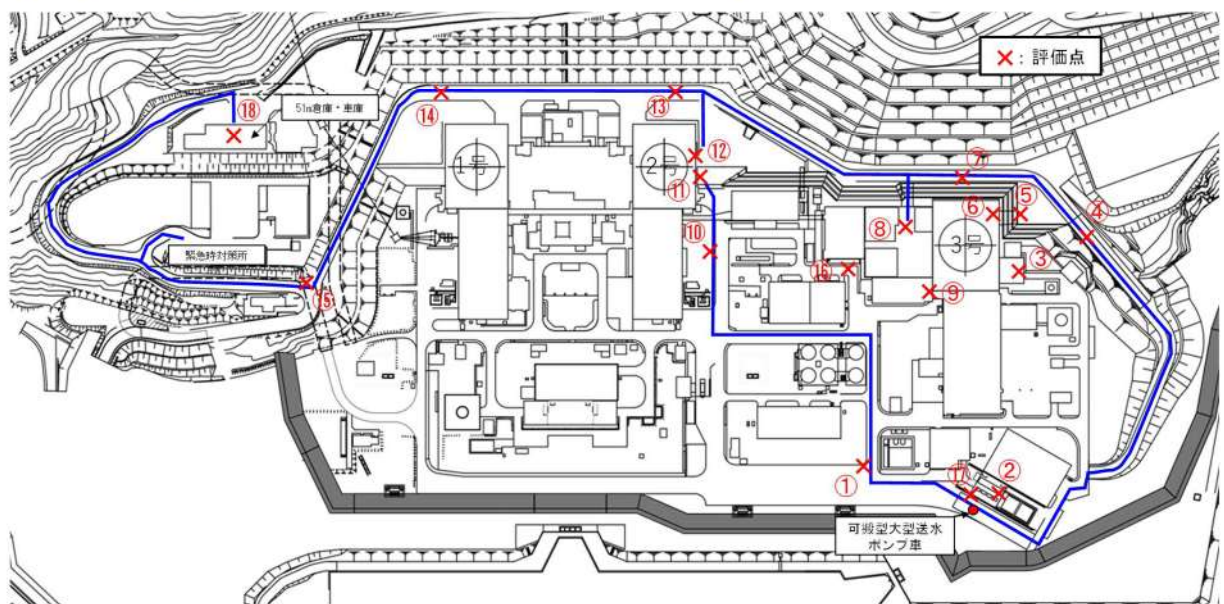 ×：評価点
⑱
51m倉庫・車庫
⑭
⑬
1号
2号
⑫
⑪
⑦
⑥
⑤
④
⑧
3号
③
⑩
緊急時対策所
⑯
⑨
⑮
①
⑰
②
可搬型大型送水
ポンプ車